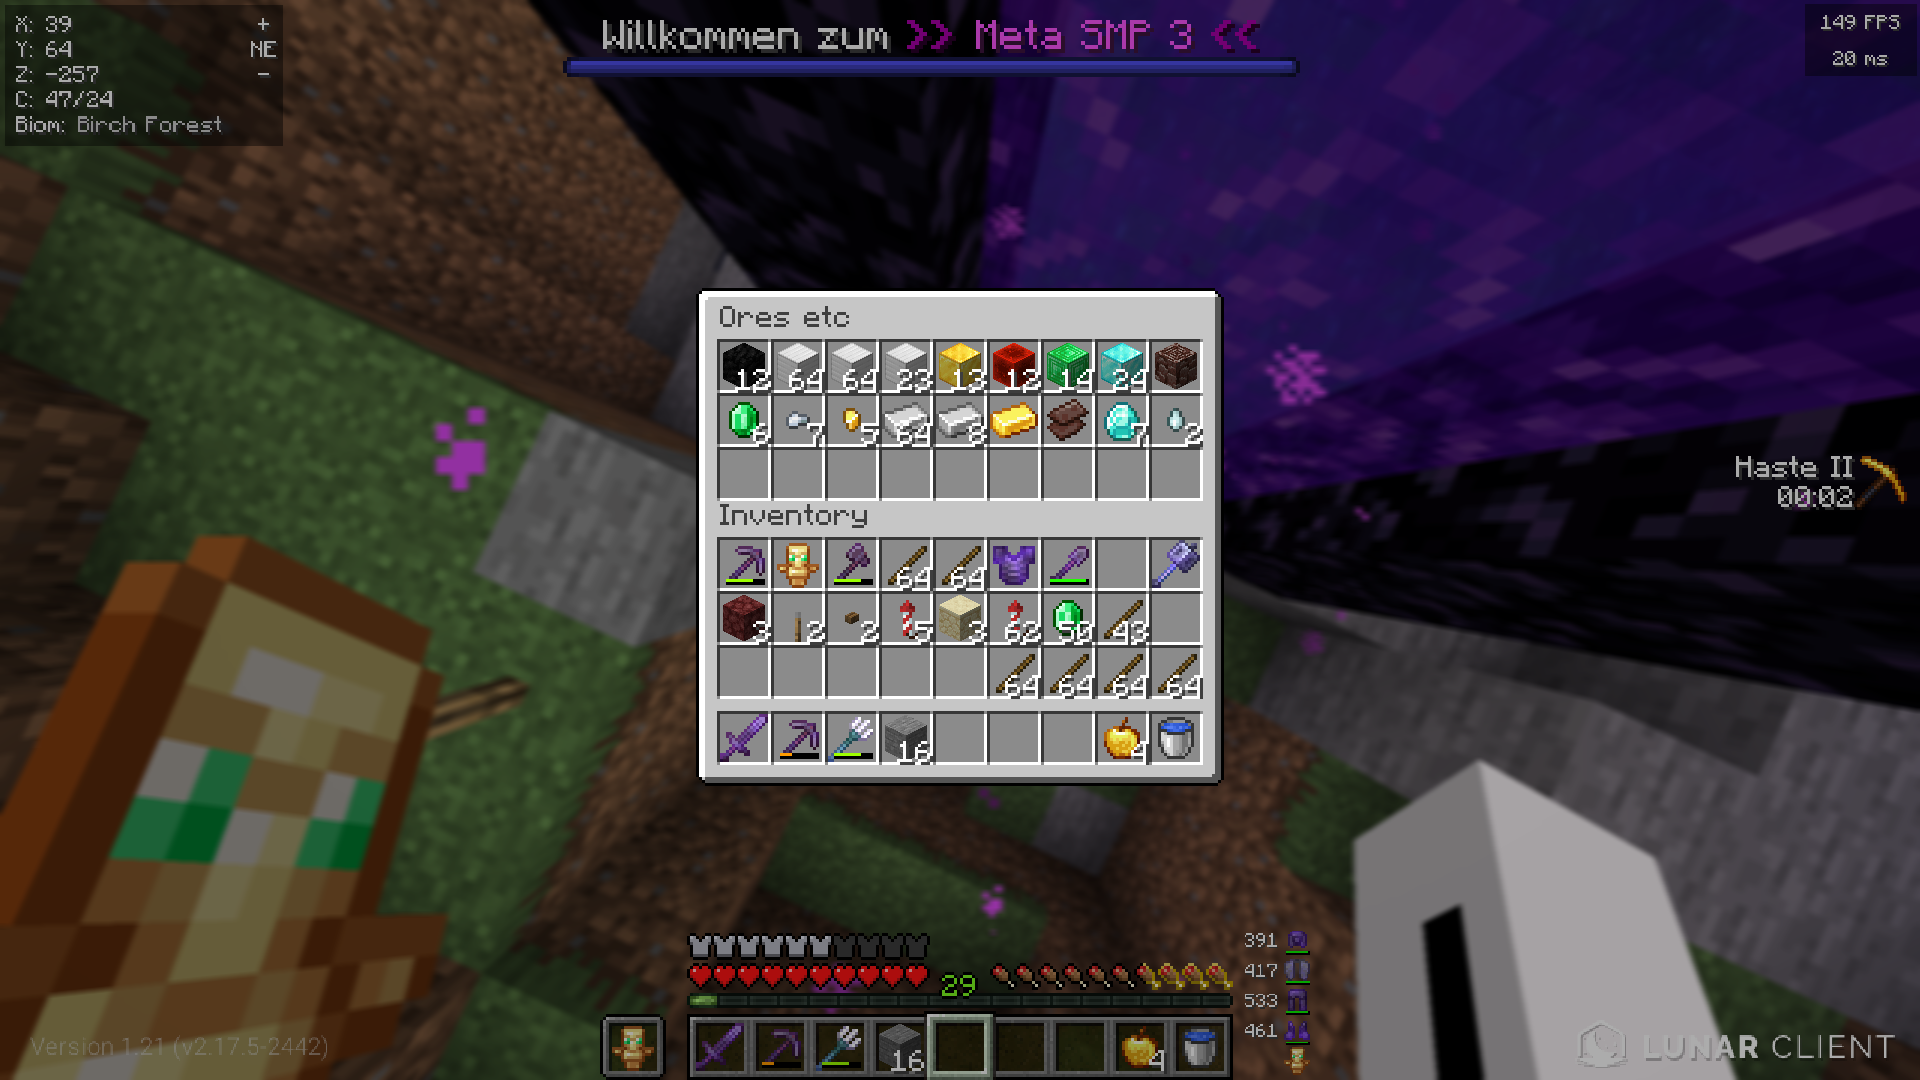 X: 39 +
Y: 64 NE
Z: -257 -
C: 47/24
Biom: Birch Forest
Willkommen zum >> Meta SMP 3 <<
149 FPS
20 ms
Ores etc
12 64 64 23 13 12 14 24
6 7 5 64 8 7 2
Haste II
00:02
Inventory
64 64
3 2 2 5 3 62 50 43
64 64 64 64
16 4
391
29
417
533
461
16 4
Version 1.21 (v2.17.5-2442)
LUNAR CLIENT